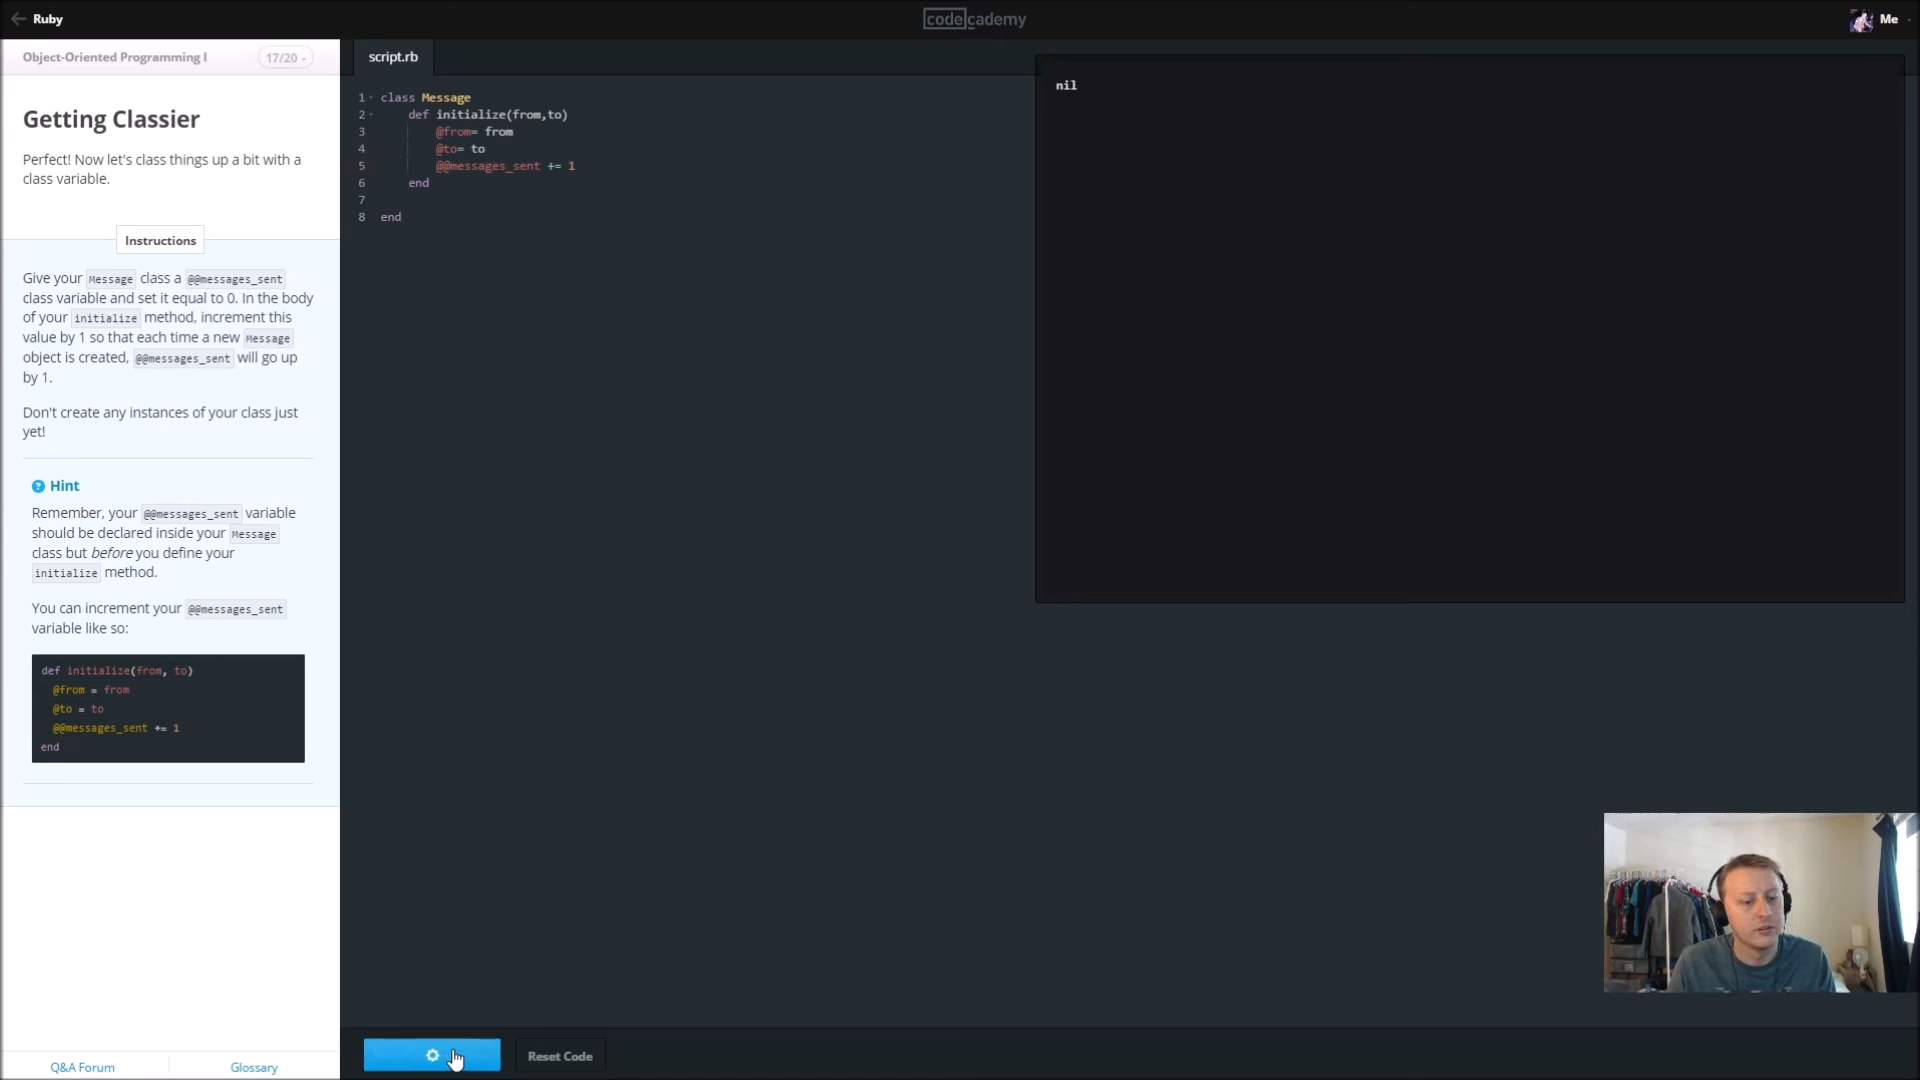 Ruby
codecademy
Me
Object-Oriented Programming I
17/20
script.rb
Getting Classier
Perfect! Now let's class things up a bit with a
class variable.
Instructions
Give your Message class a @@messages_sent
class variable and set it equal to 0. In the body
of your initialize method, increment this
value by 1 so that each time a new Message
object is created, @@messages_sent will go up
by 1.
Don't create any instances of your class just
yet!
Hint
Remember, your @@messages_sent variable
should be declared inside your Message
class but before you define your
initialize method.
You can increment your @@messages_sent
variable like so:
def initialize(from, to)
@from = from
@to = to
@@messages_sent += 1
end
Q&A Forum
Glossary
1 class Message
2 def initialize(from,to)
3 @from= from
4 @to= to
5 @@messages_sent += 1
6 end
7
8 end
nil
Reset Code